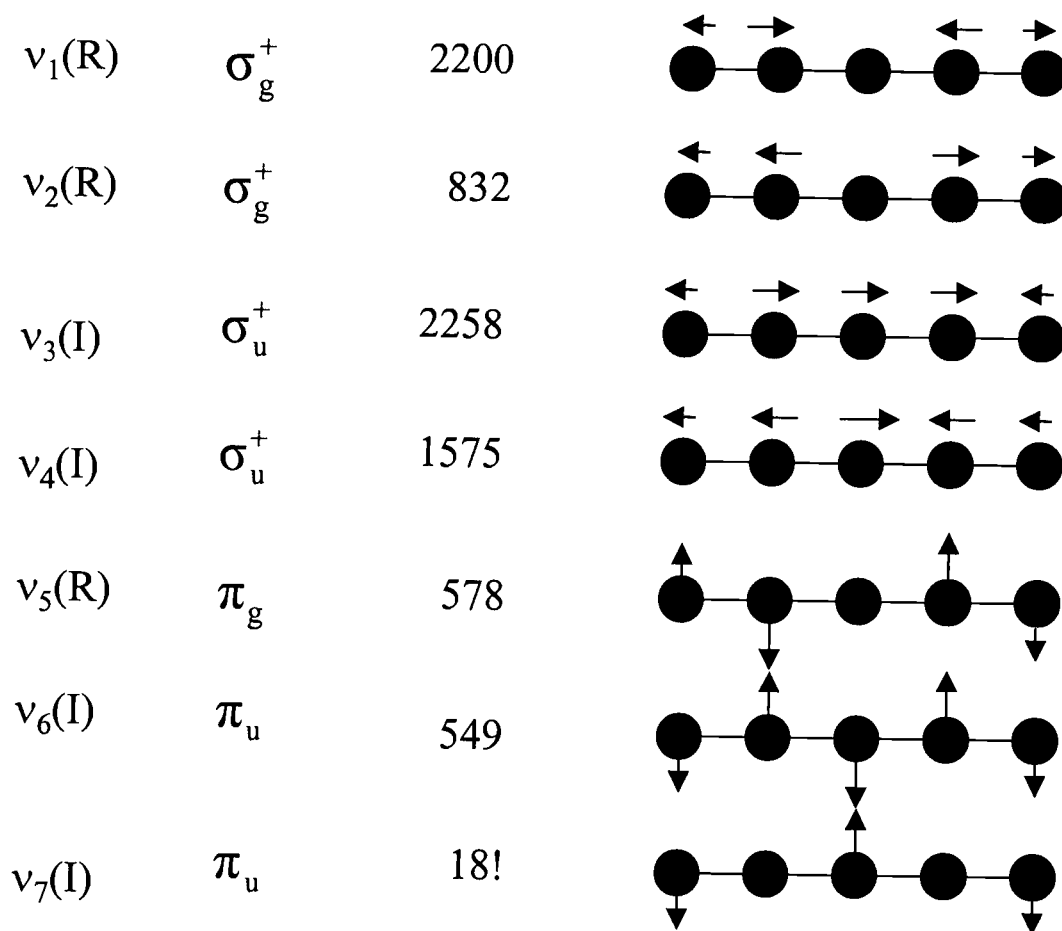 ν₁(R) σg⁺ 2200
ν₂(R) σg⁺ 832
ν₃(I) σu⁺ 2258
ν₄(I) σu⁺ 1575
ν₅(R) πg 578
ν₆(I) πu 549
ν₇(I) πu 18!